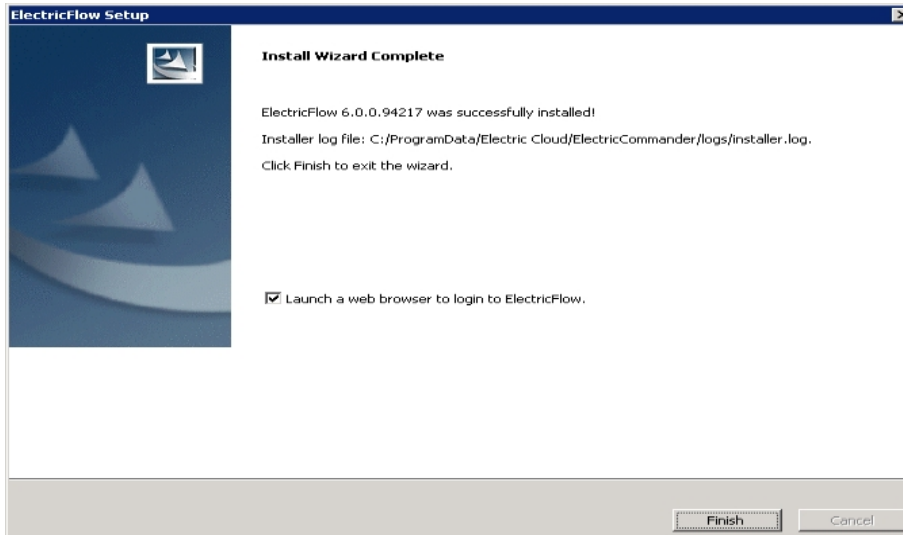 ElectricFlow Setup
Install Wizard Complete
ElectricFlow 6.0.0.94217 was successfully installed!
Installer log file: C:/ProgramData/Electric Cloud/ElectricCommander/logs/installer.log.
Click Finish to exit the wizard.
Launch a web browser to login to ElectricFlow.
Finish
Cancel